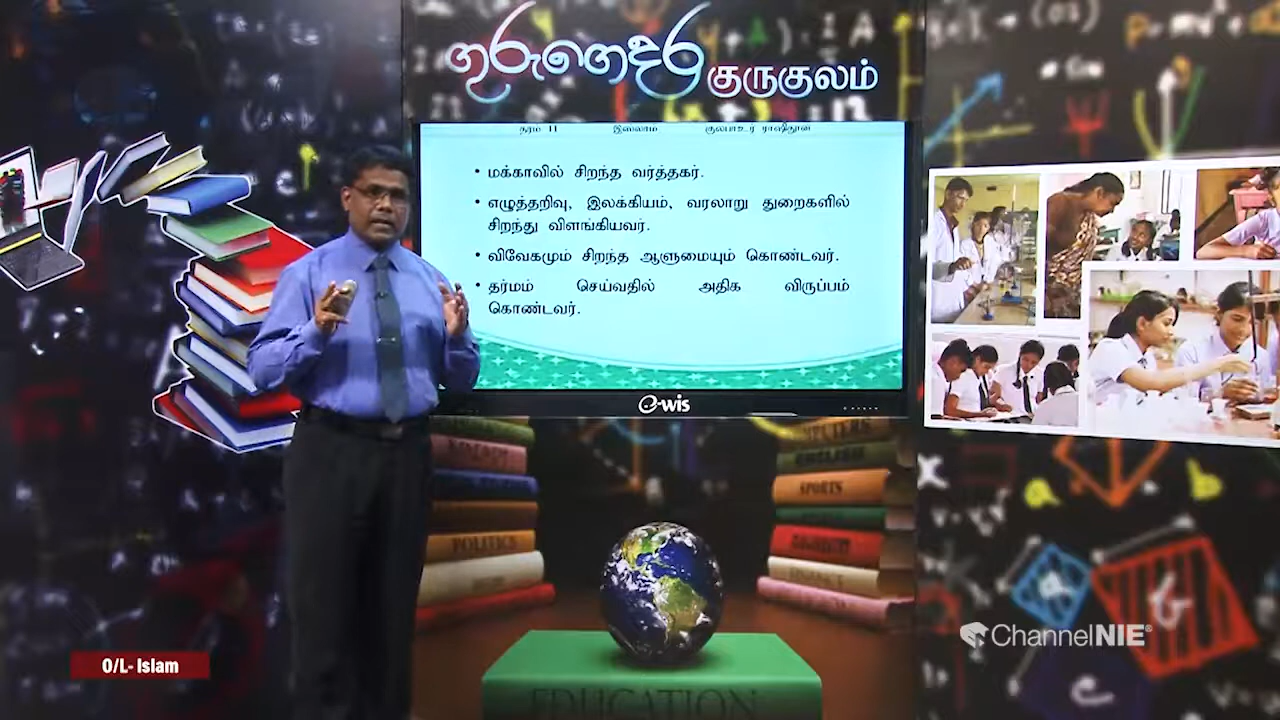 குருகெதர
குருகுலம்
தரம் 11 இஸ்லாம்
• மக்காவில் சிறந்த வர்த்தகர்.
• எழுத்தறிவு, இலக்கியம், வரலாறு துறைகளில்
சிறந்து விளங்கியவர்.
• விவேகமும் சிறந்த ஆளுமையும் கொண்டவர்.
• தர்மம் செய்வதில் அதிக விருப்பம்
கொண்டவர்.
e-wis
ENGLISH
SPORTS
POLITICS
ChannelNIE®
O/L- Islam
EDUCATION